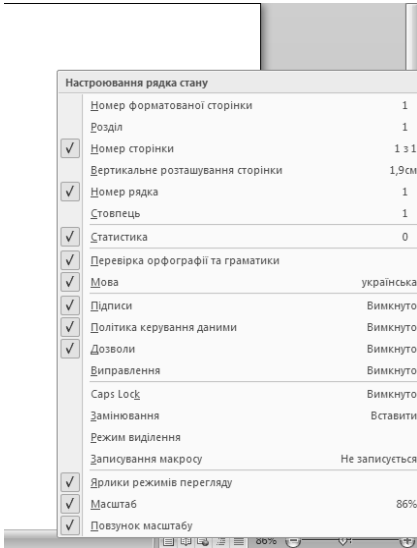 Настроювання рядка стану
Номер форматованої сторінки 1
Розділ 1
Номер сторінки 1 з 1
Вертикальне розташування сторінки 1,9см
Номер рядка 1
Стовпець 1
Статистика 0
Перевірка орфографії та граматики
Мова українська
Підписи Вимкнуто
Політика керування даними Вимкнуто
Дозволи Вимкнуто
Виправлення Вимкнуто
Caps Lock Вимкнуто
Замінювання Вставити
Режим виділення
Записування макросу Не записується
Ярлики режимів перегляду
Масштаб 86%
Повзунок масштабу
86%